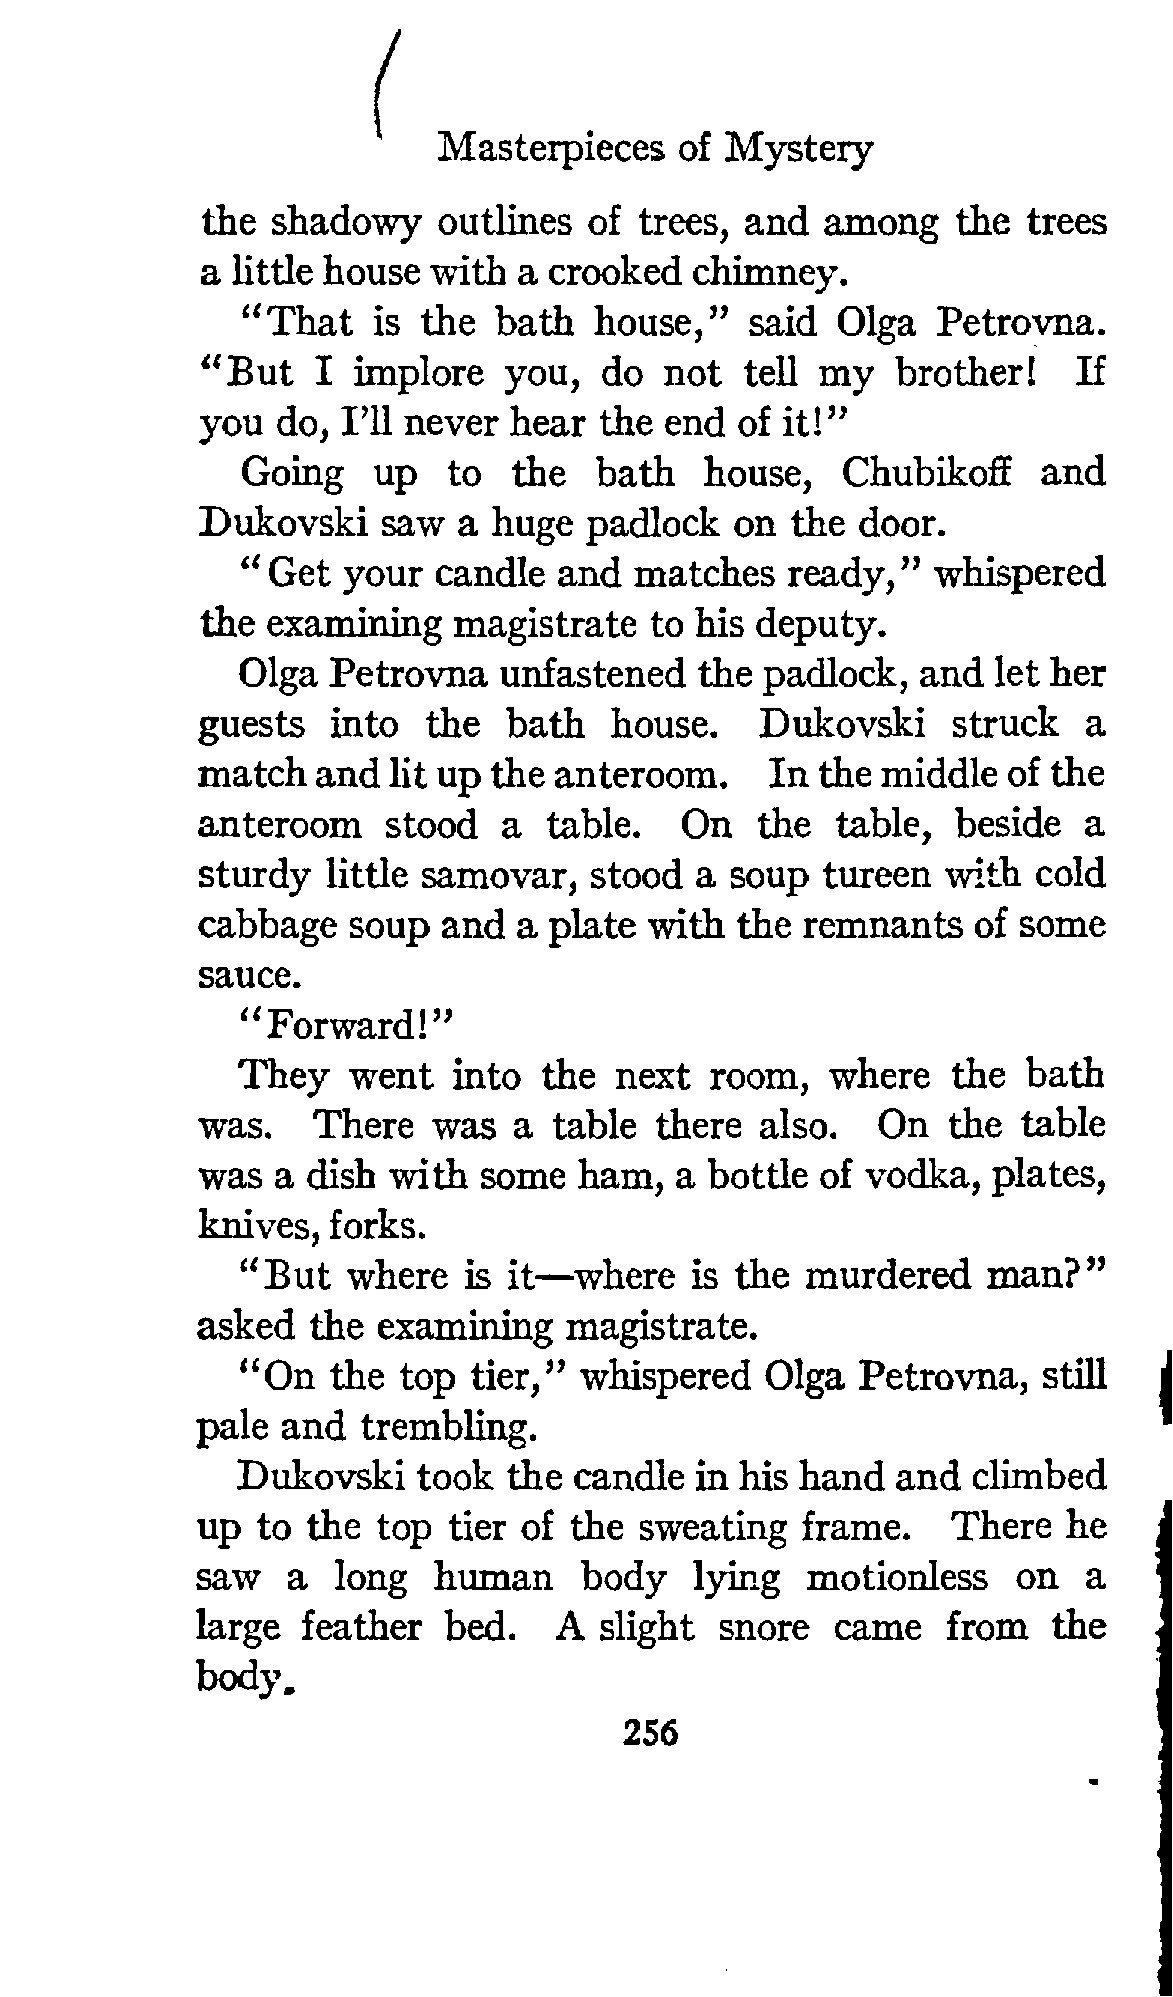 Masterpieces of Mystery
the shadowy outlines of trees, and among the trees
a little house with a crooked chimney.
"That is the bath house," said Olga Petrovna.
"But I implore you, do not tell my brother! If
you do, I'll never hear the end of it!"
Going up to the bath house, Chubikoff and
Dukovski saw a huge padlock on the door.
"Get your candle and matches ready," whispered
the examining magistrate to his deputy.
Olga Petrovna unfastened the padlock, and let her
guests into the bath house. Dukovski struck a
match and lit up the anteroom. In the middle of the
anteroom stood a table. On the table, beside a
sturdy little samovar, stood a soup tureen with cold
cabbage soup and a plate with the remnants of some
sauce.
"Forward!"
They went into the next room, where the bath
was. There was a table there also. On the table
was a dish with some ham, a bottle of vodka, plates,
knives, forks.
"But where is it—where is the murdered man?"
asked the examining magistrate.
"On the top tier," whispered Olga Petrovna, still
pale and trembling.
Dukovski took the candle in his hand and climbed
up to the top tier of the sweating frame. There he
saw a long human body lying motionless on a
large feather bed. A slight snore came from the
body.
256